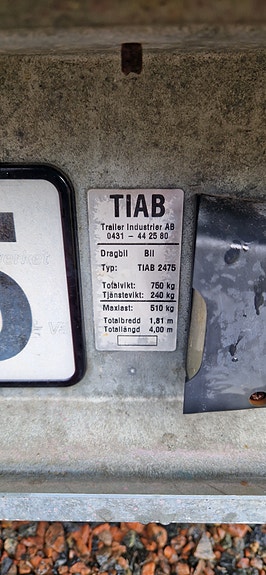 TIAB
Trailer Industrier AB
0431 - 44 25 80
Dragbil Bil
Typ: TIAB 2475
Totalvikt: 750 kg
Tjänstevikt: 240 kg
Maxlast: 510 kg
Totalbredd 1,81 m
Totallängd 4,00 m
5